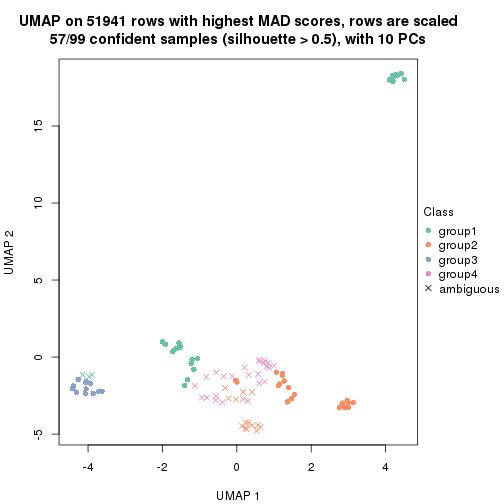 UMAP on 51941 rows with highest MAD scores, rows are scaled
57/99 confident samples (silhouette > 0.5), with 10 PCs
15
10
5
0
-5
UMAP 2
-4
-2
0
2
4
UMAP 1
Class
group1
group2
group3
group4
ambiguous